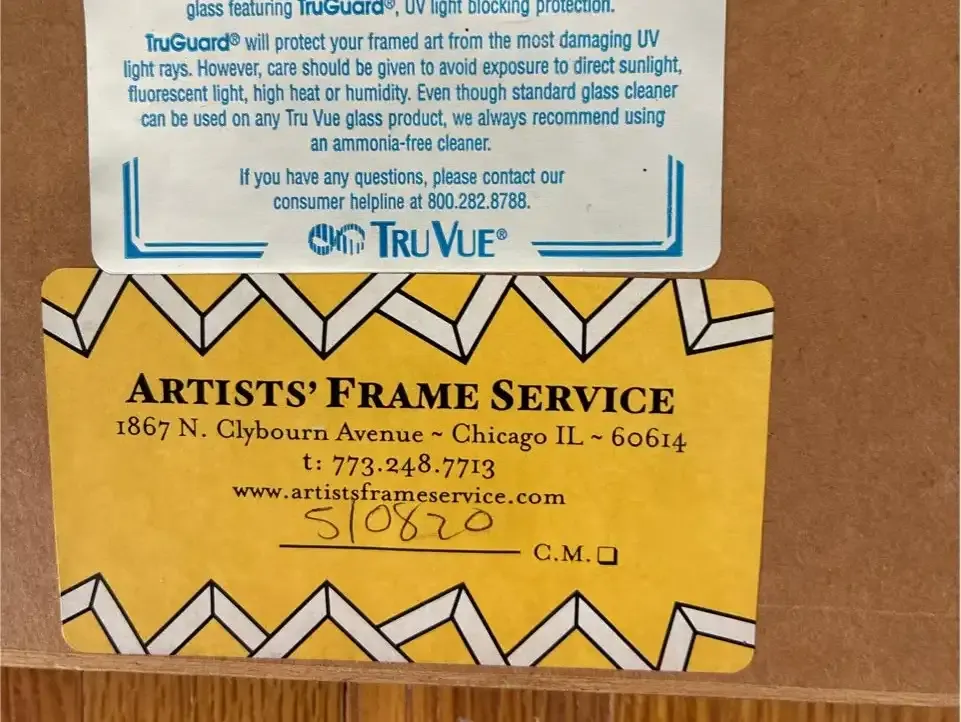 glass featuring TruGuard®, UV light blocking protection.
TruGuard® will protect your framed art from the most damaging UV
light rays. However, care should be given to avoid exposure to direct sunlight,
fluorescent light, high heat or humidity. Even though standard glass cleaner
can be used on any Tru Vue glass product, we always recommend using
an ammonia-free cleaner.
If you have any questions, please contact our
consumer helpline at 800.282.8788.
TRU VUE®
ARTISTS' FRAME SERVICE
1867 N. Clybourn Avenue ~ Chicago IL ~ 60614
t: 773.248.7713
www.artistsframeservice.com
510820
C.M. ☐